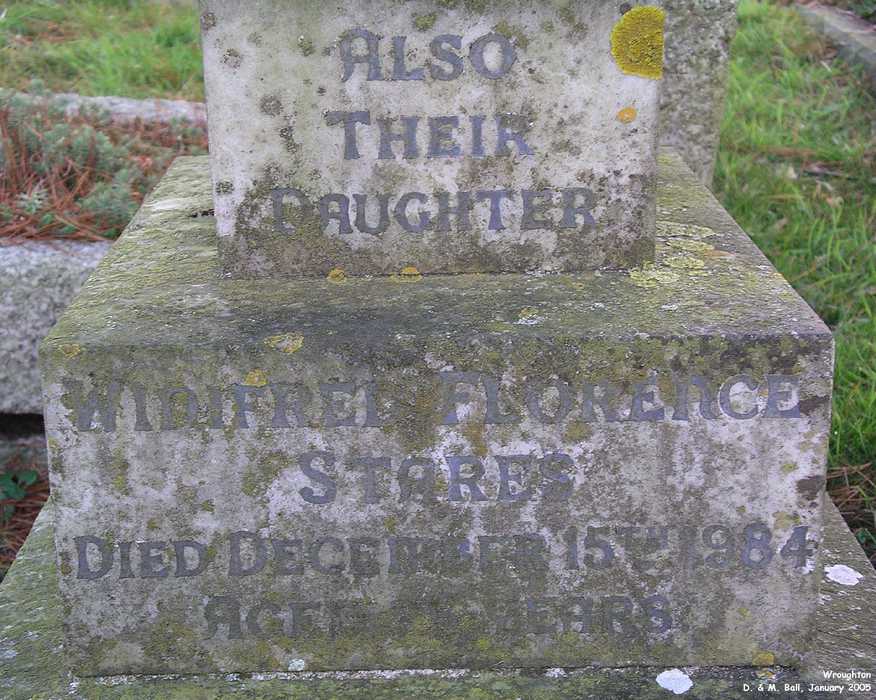 ALSO
THEIR
DAUGHTER
WINIFRED FLORENCE
STARES
DIED DECEMBER 15TH 1984
AGED YEARS
Wroughton
D. & M. Ball, January 2005